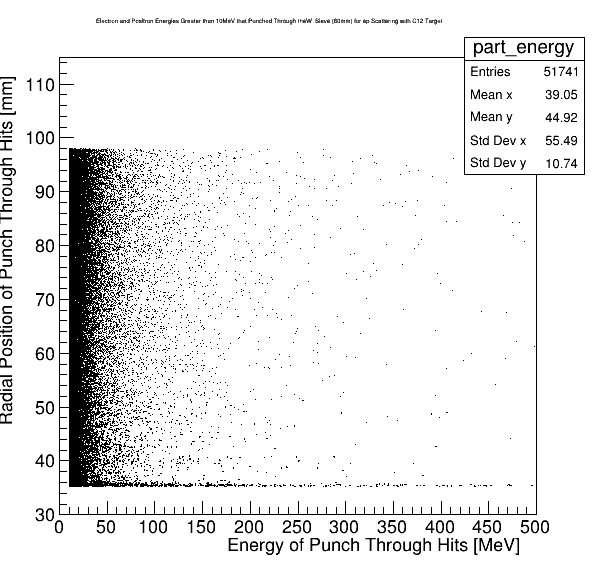 Electron and Positron Energies Greater than 10MeV that Punched Through theW Sieve (60mm) for ep Scattering with C12 Target
part_energy
Entries 51741
Mean x 39.05
Mean y 44.92
Std Dev x 55.49
Std Dev y 10.74
Radial Position of Punch Through Hits [mm]
110
100
90
80
70
60
50
40
30
0 50 100 150 200 250 300 350 400 450 500
Energy of Punch Through Hits [MeV]